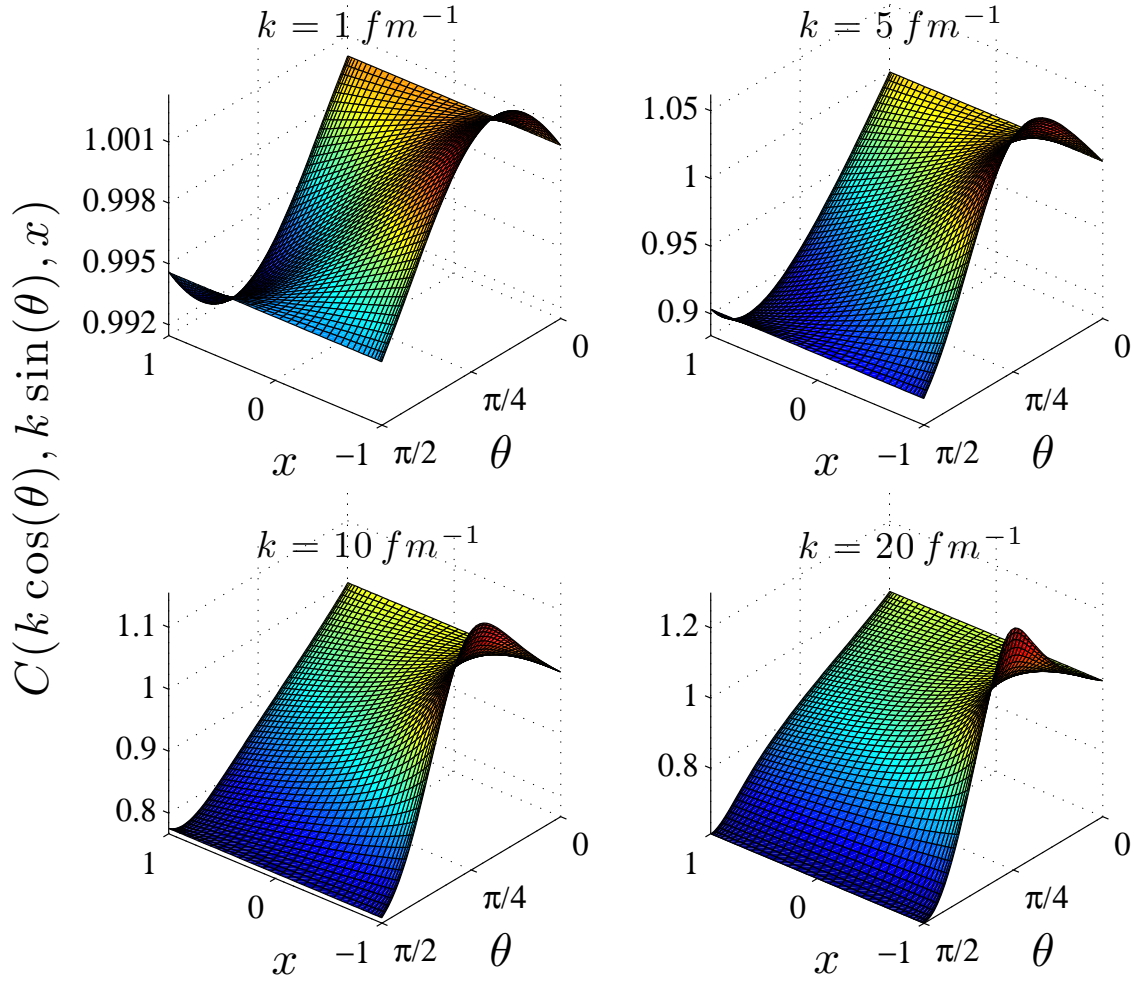 C(k cos(θ), k sin(θ), x)
k = 1 fm⁻¹
1.001
0.998
0.995
0.992
1
0
−1
x
π/2
π/4
0
θ
k = 5 fm⁻¹
1.05
1
0.95
0.9
1
0
−1
x
π/2
π/4
0
θ
k = 10 fm⁻¹
1.1
1
0.9
0.8
1
0
−1
x
π/2
π/4
0
θ
k = 20 fm⁻¹
1.2
1
0.8
1
0
−1
x
π/2
π/4
0
θ